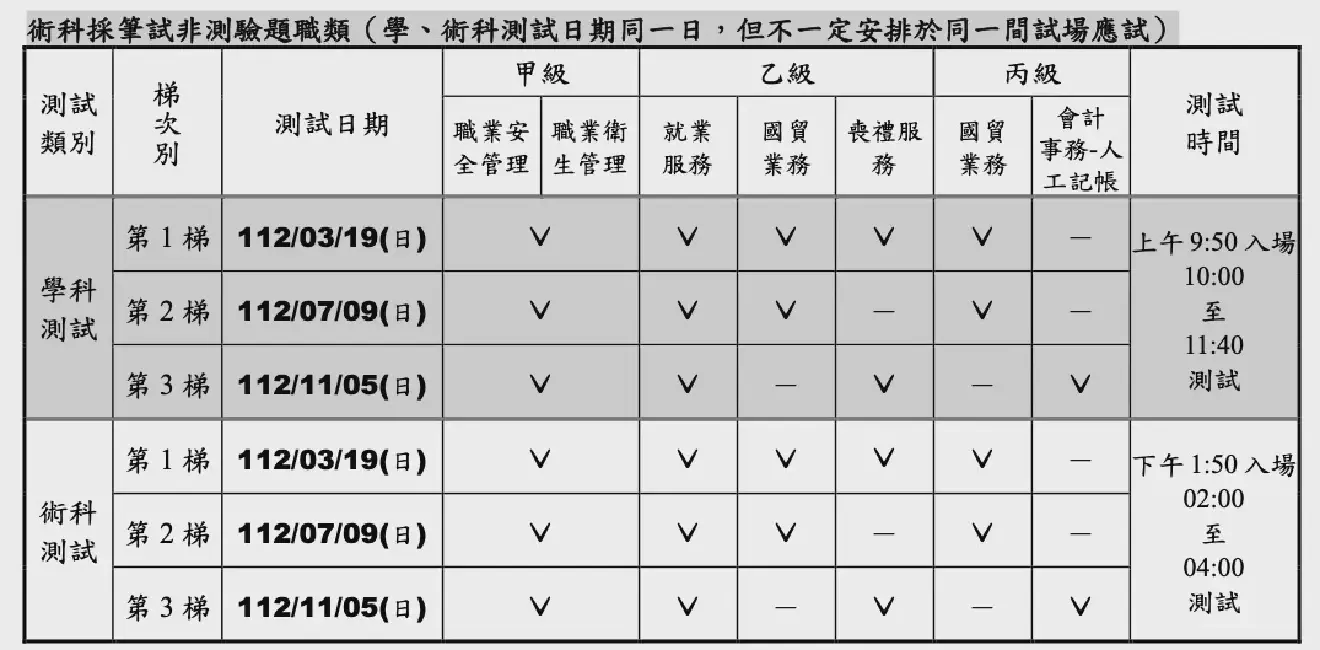 術科採筆試非測驗題職類（學、術科測試日期同一日，但不一定安排於同一間試場應試）
測試類別 梯次別 測試日期 甲級 乙級 丙級 測試時間
職業安全管理 職業衛生管理 就業服務 國貿業務 喪禮服務 國貿業務 會計事務-人工記帳
學科測試
第 1 梯 112/03/19(日) ∨ ∨ ∨ ∨ ∨ －
第 2 梯 112/07/09(日) ∨ ∨ ∨ － ∨ －
第 3 梯 112/11/05(日) ∨ ∨ － ∨ － ∨
上午 9:50 入場
10:00
至
11:40
測試
術科測試
第 1 梯 112/03/19(日) ∨ ∨ ∨ ∨ ∨ －
第 2 梯 112/07/09(日) ∨ ∨ ∨ － ∨ －
第 3 梯 112/11/05(日) ∨ ∨ － ∨ － ∨
下午 1:50 入場
02:00
至
04:00
測試